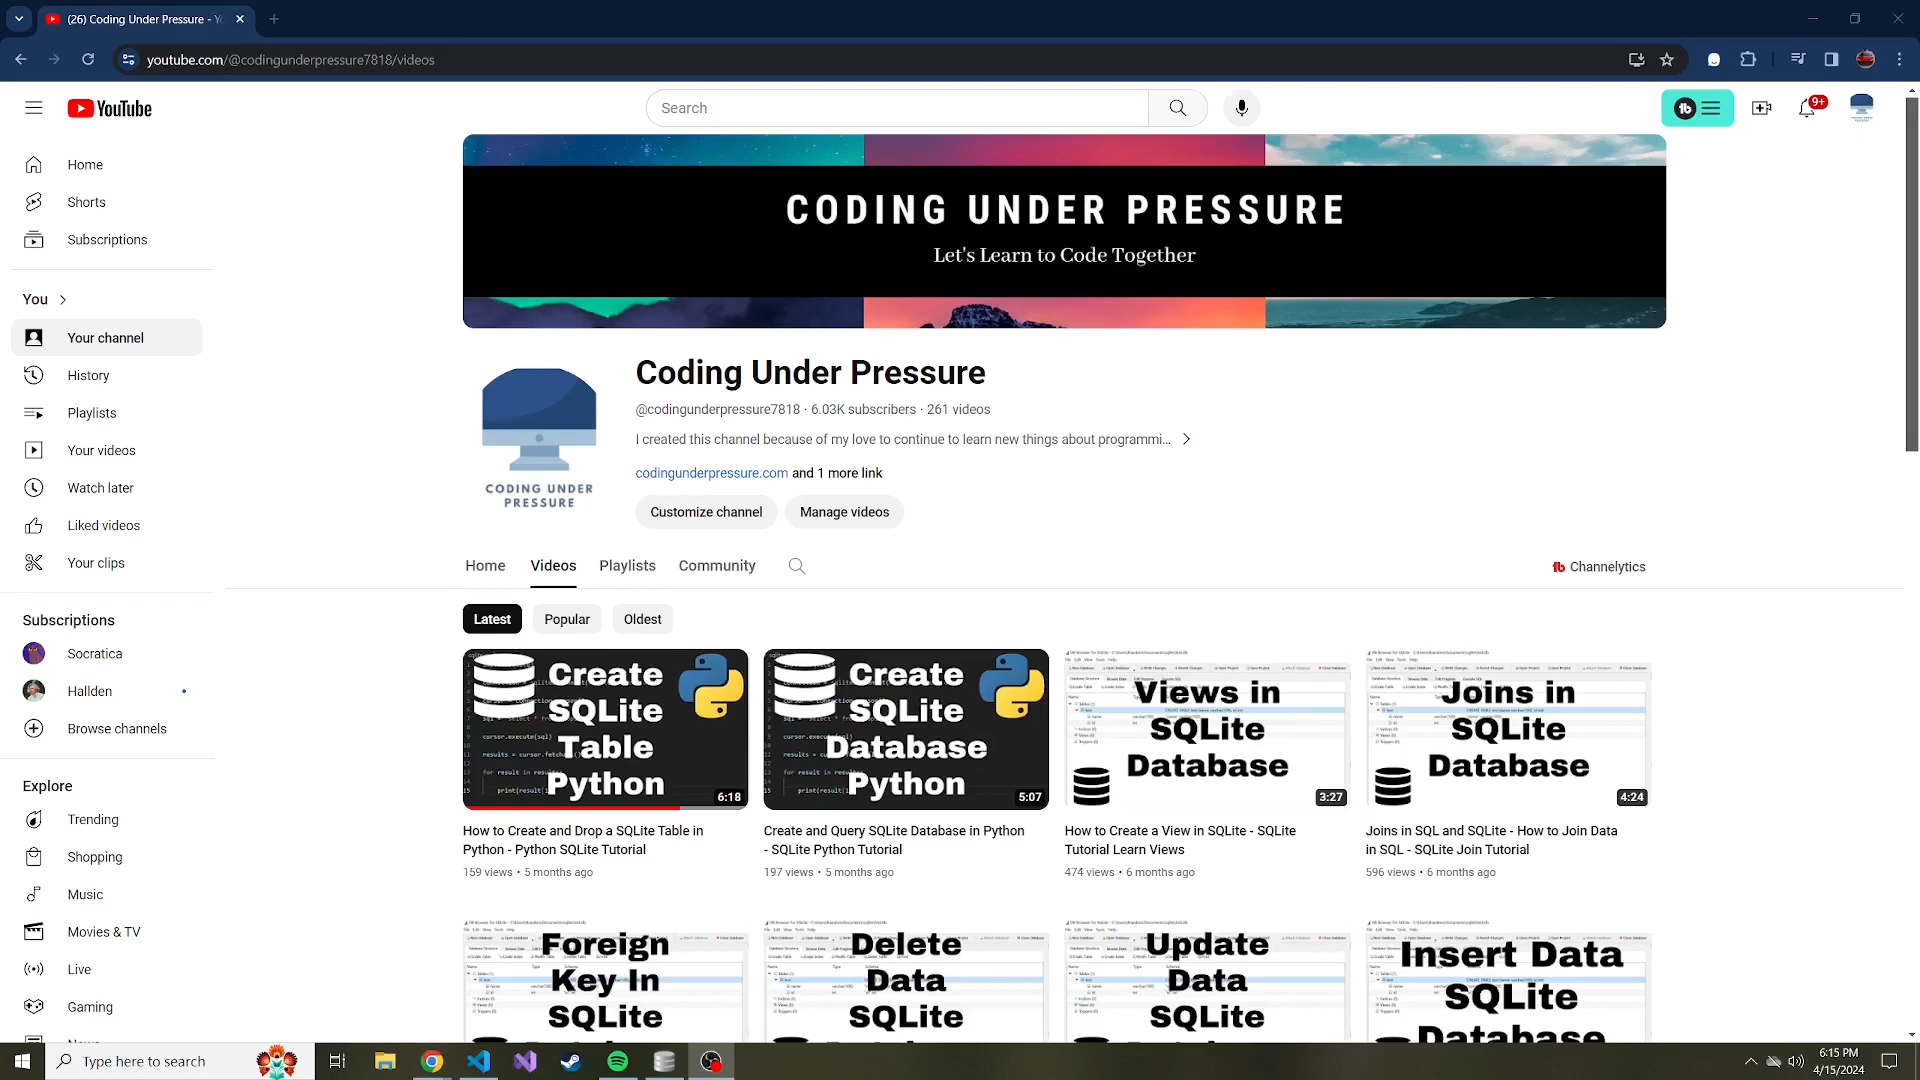 (26) Coding Under Pressure - Yo
youtube.com/@codingunderpressure7818/videos
YouTube
Search
9+
Home
Shorts
Subscriptions
You
Your channel
History
Playlists
Your videos
Watch later
Liked videos
Your clips
Subscriptions
Socratica
Hallden
Browse channels
Explore
Trending
Shopping
Music
Movies & TV
Live
Gaming
CODING UNDER PRESSURE
Let's Learn to Code Together
CODING UNDER
PRESSURE
Coding Under Pressure
@codingunderpressure7818 · 6.03K subscribers · 261 videos
I created this channel because of my love to continue to learn new things about programmi...
codingunderpressure.com and 1 more link
Customize channel
Manage videos
Home
Videos
Playlists
Community
Channelytics
Latest
Popular
Oldest
Create
SQLite
Table
Python
6:18
How to Create and Drop a SQLite Table in
Python - Python SQLite Tutorial
159 views • 5 months ago
Create
SQLite
Database
Python
5:07
Create and Query SQLite Database in Python
- SQLite Python Tutorial
197 views • 5 months ago
Views in
SQLite
Database
3:27
How to Create a View in SQLite - SQLite
Tutorial Learn Views
474 views • 6 months ago
Joins in
SQLite
Database
4:24
Joins in SQL and SQLite - How to Join Data
in SQL - SQLite Join Tutorial
596 views • 6 months ago
Foreign
Key In
SQLite
Delete
Data
SQLite
Update
Data
SQLite
Insert Data
SQLite
Database
Type here to search
6:15 PM
4/15/2024